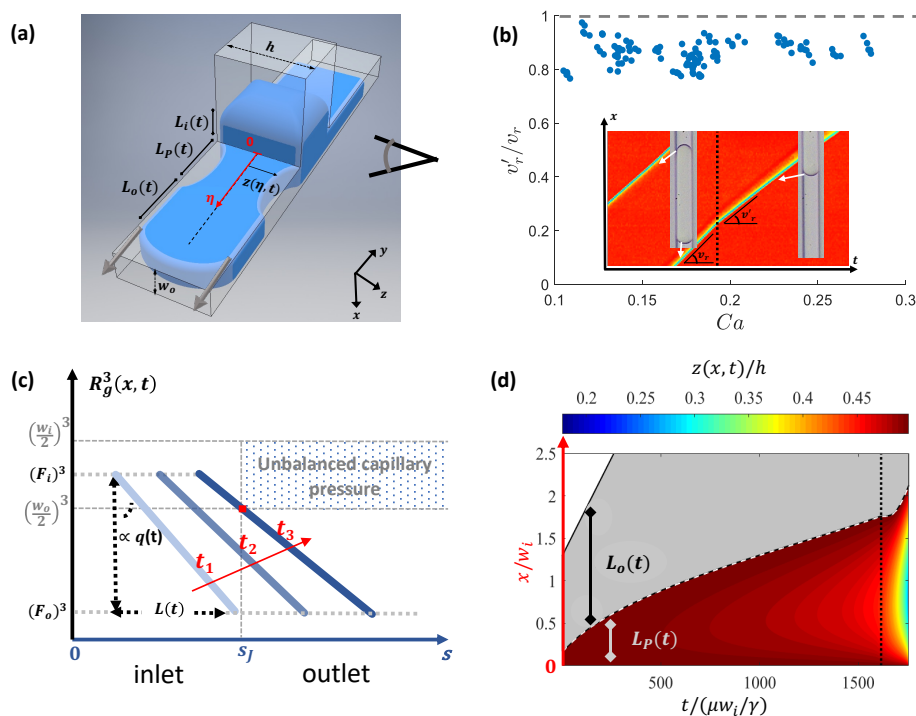 (a)
h
L_i(t)
L_P(t)
L_o(t)
0
η
z(η, t)
w_o
y
z
x
(b)
v'_r/v_r
1
0.8
0.6
0.4
0.2
0
0.1
0.15
0.2
0.25
0.3
Ca
x
v_r
v'_r
t
(c)
R_g^3(x, t)
(w_i/2)^3
(F_i)^3
(w_o/2)^3
(F_o)^3
Unbalanced capillary
pressure
∝ q(t)
t_1
t_2
t_3
L(t)
0
s_J
s
inlet
outlet
(d)
z(x, t)/h
0.2
0.25
0.3
0.35
0.4
0.45
x/w_i
2.5
2
1.5
1
0.5
0
L_o(t)
L_P(t)
500
1000
1500
t/(μw_i/γ)